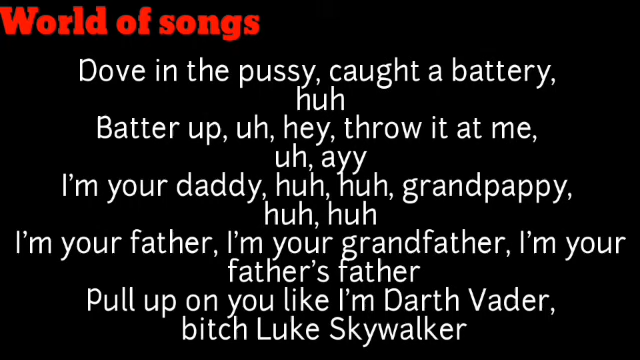 World of songs
Dove in the pussy, caught a battery,
huh
Batter up, uh, hey, throw it at me,
uh, ayy
I'm your daddy, huh, huh, grandpappy,
huh, huh
I'm your father, I'm your grandfather, I'm your
father's father
Pull up on you like I'm Darth Vader,
bitch Luke Skywalker